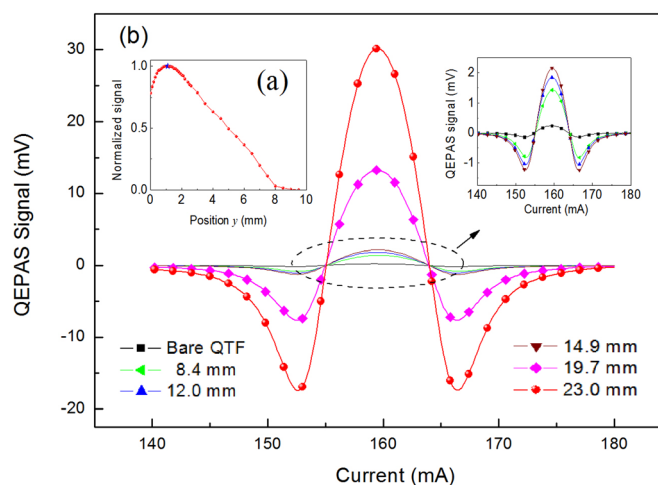 (b)
(a)
30
20
10
0
-10
-20
QEPAS Signal (mV)
140
150
160
170
180
Current (mA)
Normalized signal
1.0
0.5
0.0
0
2
4
6
8
10
Position y (mm)
QEPAS signal (mV)
2
1
0
-1
140
150
160
170
180
Current (mA)
Bare QTF
8.4 mm
12.0 mm
14.9 mm
19.7 mm
23.0 mm